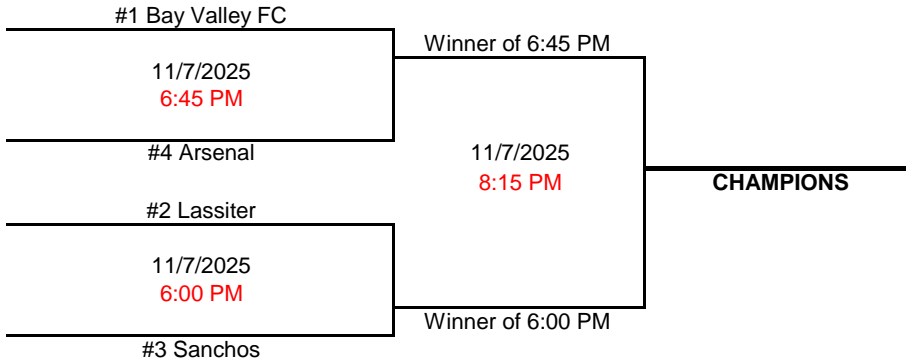 #1 Bay Valley FC
Winner of 6:45 PM
11/7/2025
6:45 PM
#4 Arsenal
11/7/2025
8:15 PM
CHAMPIONS
#2 Lassiter
11/7/2025
6:00 PM
Winner of 6:00 PM
#3 Sanchos